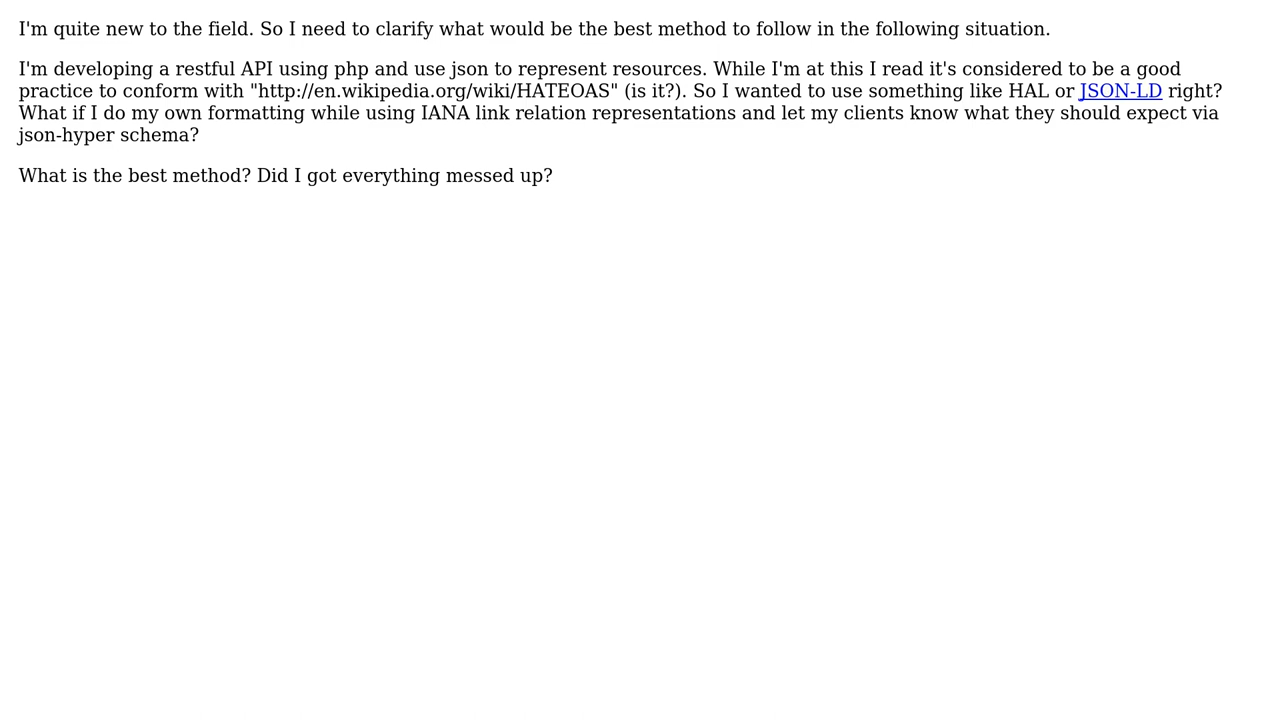 I'm quite new to the field. So I need to clarify what would be the best method to follow in the following situation.
I'm developing a restful API using php and use json to represent resources. While I'm at this I read it's considered to be a good
practice to conform with "http://en.wikipedia.org/wiki/HATEOAS" (is it?). So I wanted to use something like HAL or JSON-LD right?
What if I do my own formatting while using IANA link relation representations and let my clients know what they should expect via
json-hyper schema?
What is the best method? Did I got everything messed up?